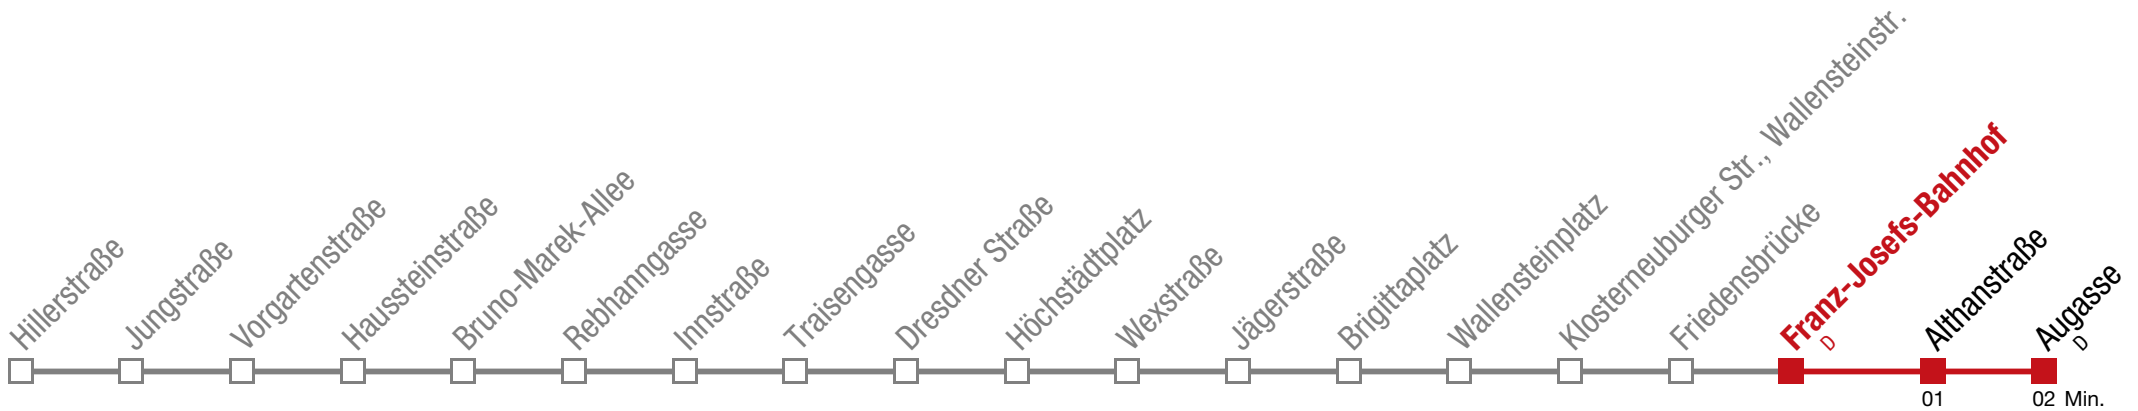 Hillerstraße
Jungstraße
Vorgartenstraße
Haussteinstraße
Bruno-Marek-Allee
Rebhanngasse
Innstraße
Traisengasse
Dresdner Straße
Höchstädtplatz
Wexstraße
Jägerstraße
Brigittaplatz
Wallensteinplatz
Klosterneuburger Str., Wallensteinstr.
Friedensbrücke
Franz-Josefs-Bahnhof
D
Althanstraße
Augasse
D
01
02 Min.